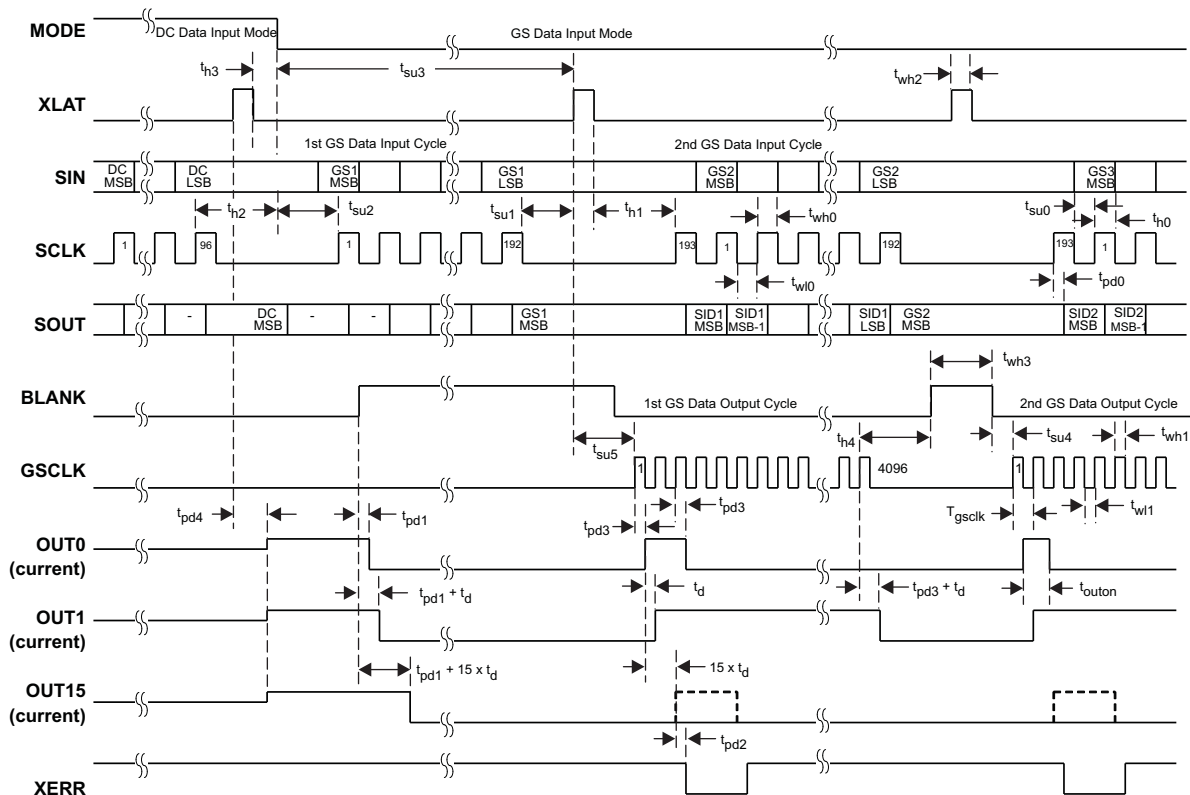 MODE
DC Data Input Mode
GS Data Input Mode
th3
tsu3
twh2
XLAT
1st GS Data Input Cycle
2nd GS Data Input Cycle
SIN
DC MSB
DC LSB
GS1 MSB
GS1 LSB
GS2 MSB
GS2 LSB
GS3 MSB
th2
tsu2
tsu1
th1
twh0
tsu0
th0
SCLK
1
96
1
192
193
1
192
193
1
twl0
tpd0
SOUT
-
DC MSB
-
-
GS1 MSB
SID1 MSB
SID1 MSB-1
SID1 LSB
GS2 MSB
SID2 MSB
SID2 MSB-1
twh3
BLANK
1st GS Data Output Cycle
2nd GS Data Output Cycle
tsu5
th4
tsu4
twh1
GSCLK
1
4096
1
tpd4
tpd1
tpd3
tpd3
Tgsclk
twl1
OUT0
(current)
tpd1 + td
td
tpd3 + td
touton
OUT1
(current)
tpd1 + 15 x td
15 x td
OUT15
(current)
tpd2
XERR